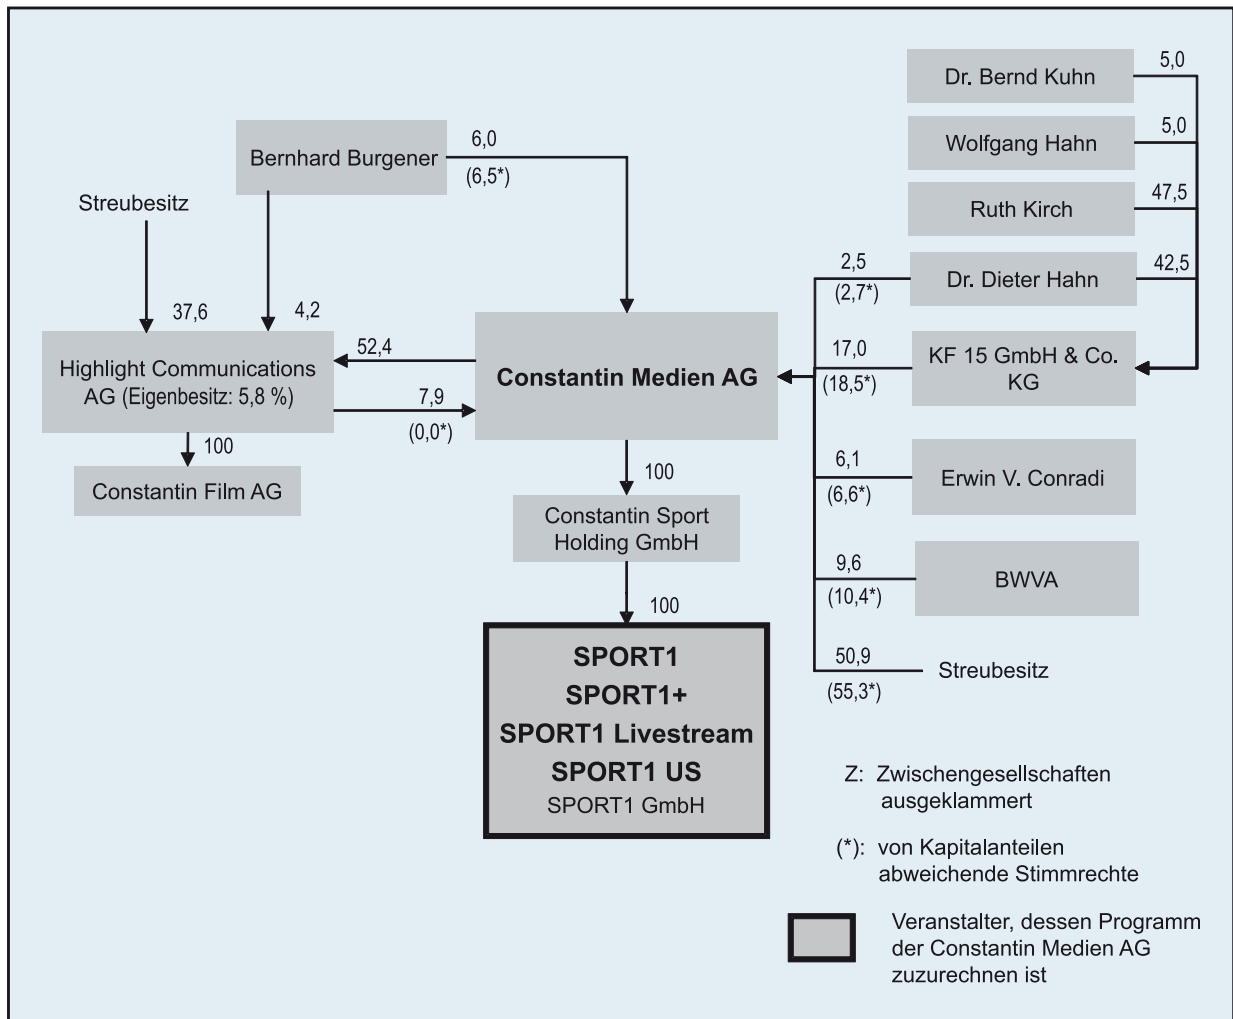 Dr. Bernd Kuhn
5,0
Wolfgang Hahn
5,0
Ruth Kirch
47,5
Dr. Dieter Hahn
42,5
2,5
(2,7*)
KF 15 GmbH & Co.
KG
17,0
(18,5*)
Erwin V. Conradi
6,1
(6,6*)
BWVA
9,6
(10,4*)
Streubesitz
50,9
(55,3*)
Bernhard Burgener
6,0
(6,5*)
Streubesitz
37,6
4,2
Highlight Communications
AG (Eigenbesitz: 5,8 %)
52,4
7,9
(0,0*)
100
Constantin Film AG
Constantin Medien AG
100
Constantin Sport
Holding GmbH
100
SPORT1
SPORT1+
SPORT1 Livestream
SPORT1 US
SPORT1 GmbH
Z: Zwischengesellschaften
ausgeklammert
(*): von Kapitalanteilen
abweichende Stimmrechte
Veranstalter, dessen Programm
der Constantin Medien AG
zuzurechnen ist